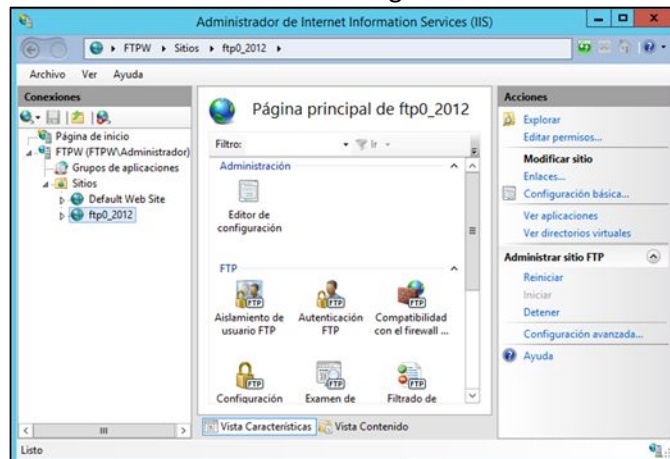 Administrador de Internet Information Services (IIS)
FTPW ▸ Sitios ▸ ftp0_2012 ▸
Archivo Ver Ayuda
Conexiones
Página de inicio
FTPW (FTPW\Administrador)
Grupos de aplicaciones
Sitios
Default Web Site
ftp0_2012
Página principal de ftp0_2012
Filtro:
Ir
Administración
Editor de
configuración
FTP
Aislamiento de
usuario FTP
Autenticación
FTP
Compatibilidad
con el firewall ...
Configuración
Examen de
Filtrado de
Vista Características
Vista Contenido
Acciones
Explorar
Editar permisos...
Modificar sitio
Enlaces...
Configuración básica...
Ver aplicaciones
Ver directorios virtuales
Administrar sitio FTP
Reiniciar
Iniciar
Detener
Configuración avanzada...
Ayuda
Listo